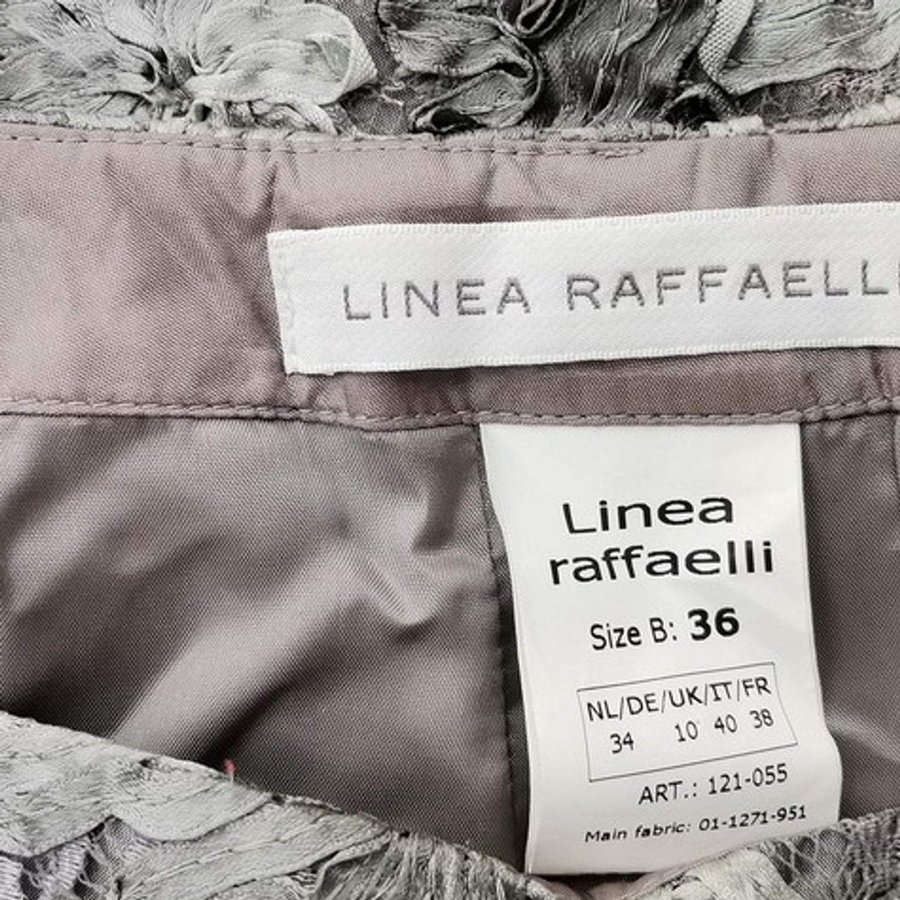 LINEA RAFFAELL
Linea
raffaelli
Size B: 36
NL/DE/UK/IT/FR
34 10 40 38
ART.: 121-055
Main fabric: 01-1271-951